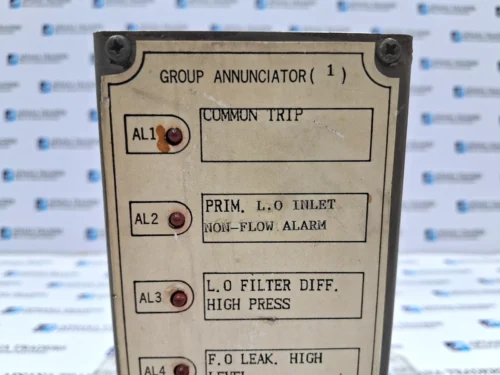 GROUP ANNUNCIATOR( 1 )
AL1
COMMON TRIP
AL2
PRIM. L.O INLET
NON-FLOW ALARM
AL3
L.O FILTER DIFF.
HIGH PRESS
AL4
F.O LEAK. HIGH
LEVEL